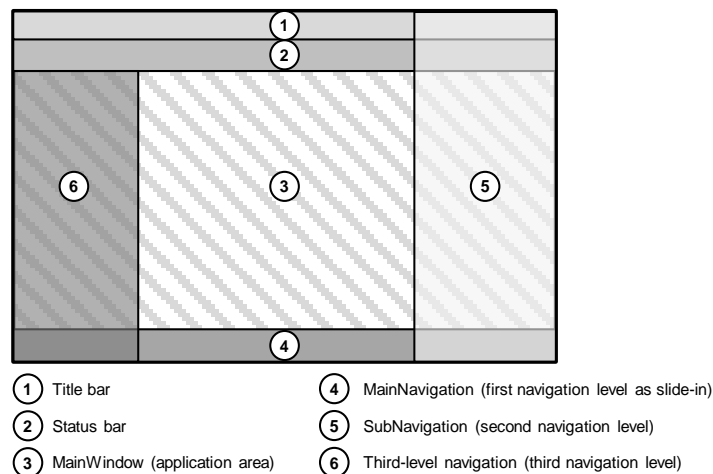 1
2
6
3
5
4
1 Title bar
4 MainNavigation (first navigation level as slide-in)
2 Status bar
5 SubNavigation (second navigation level)
3 MainWindow (application area)
6 Third-level navigation (third navigation level)